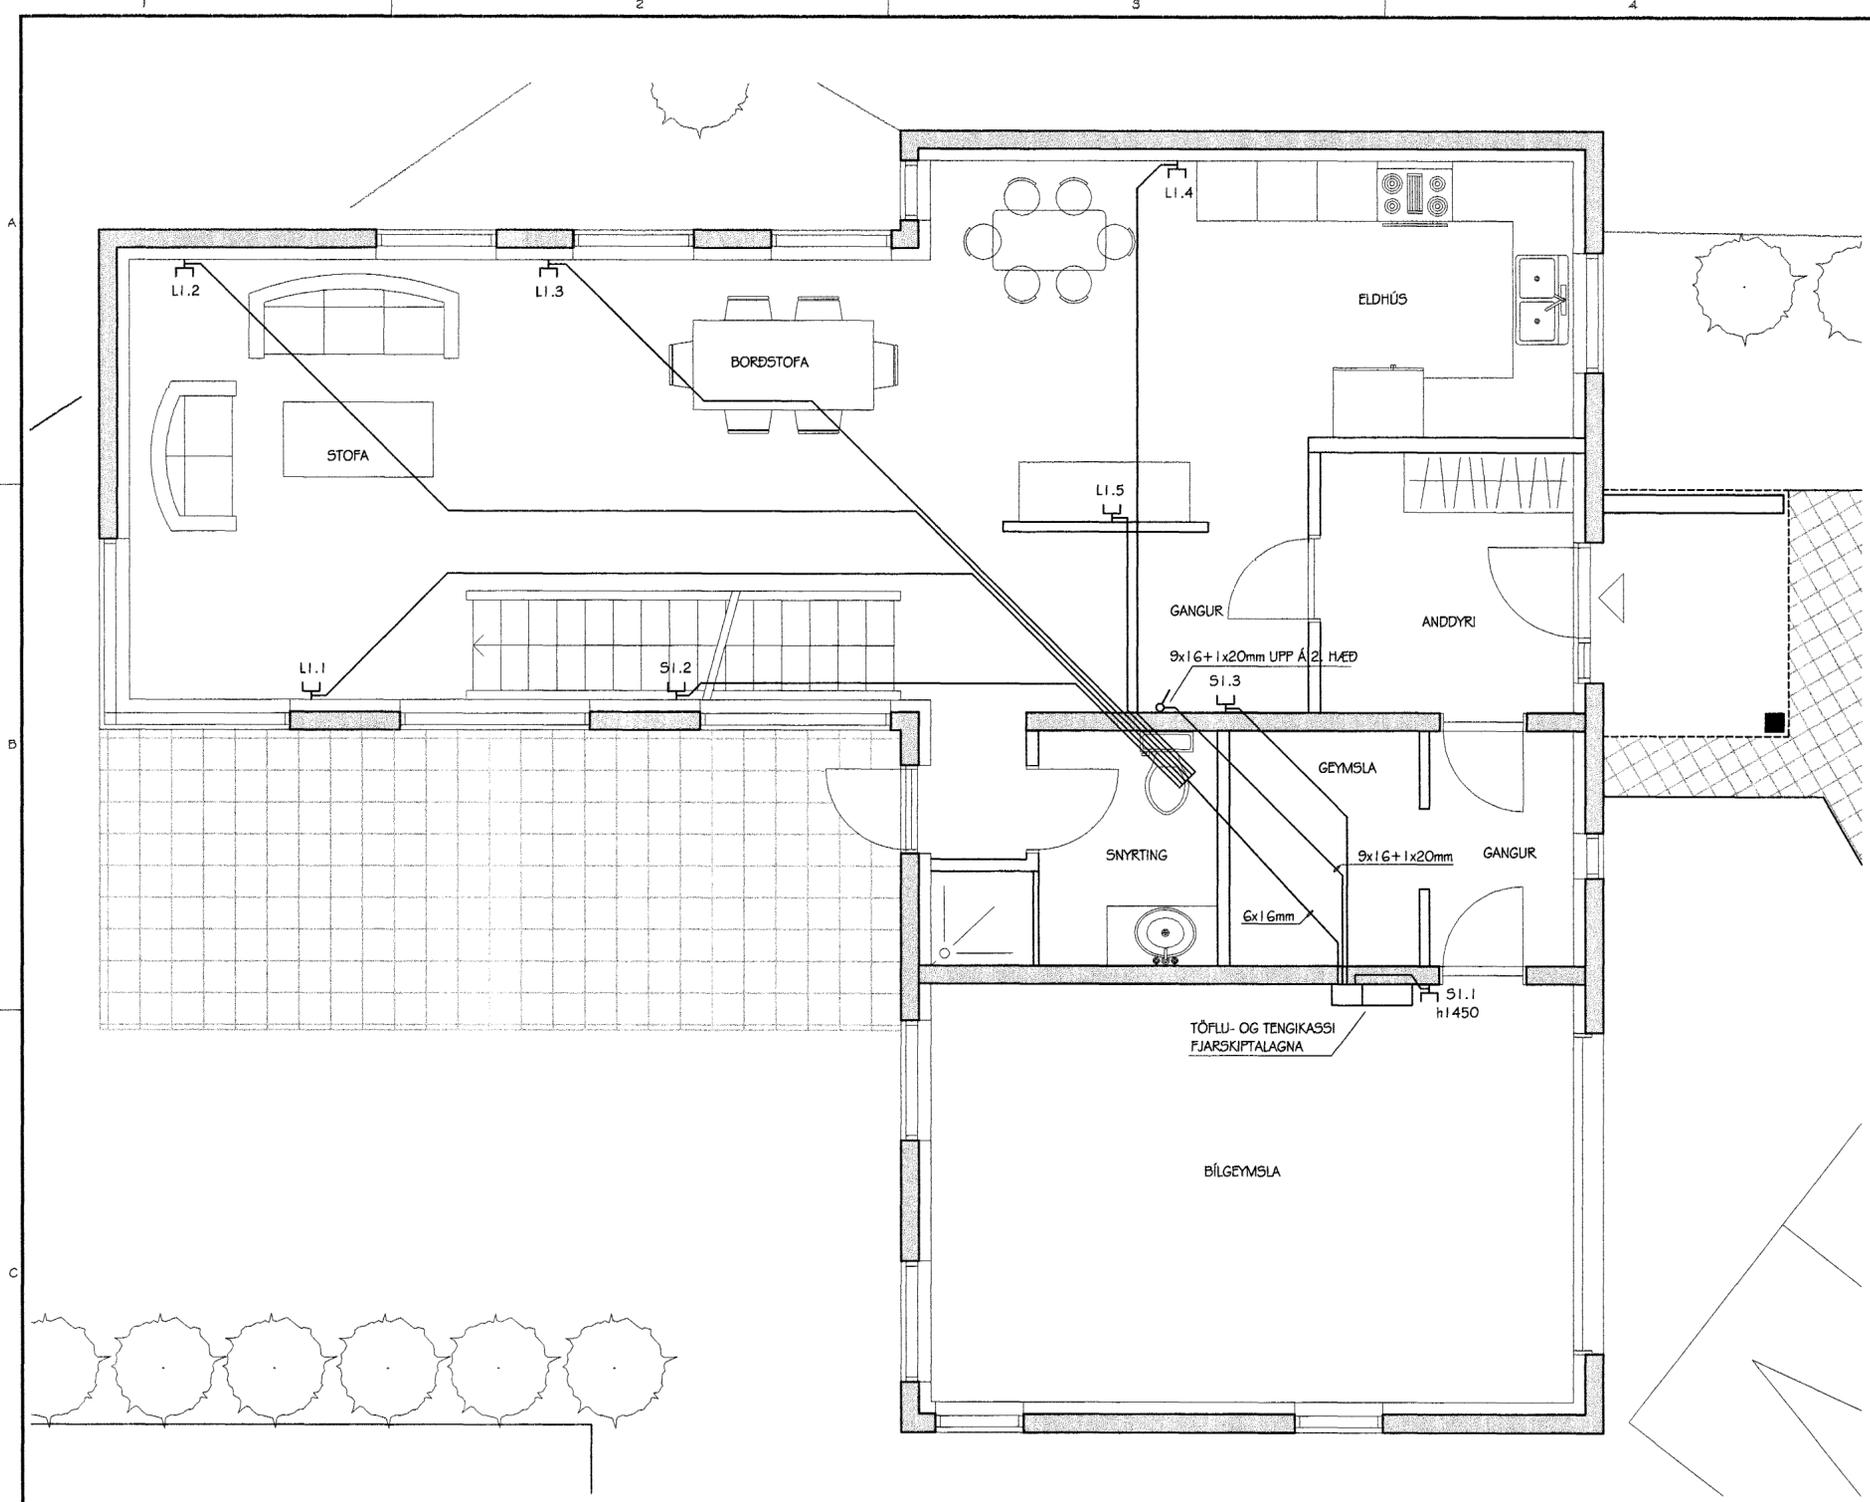 1
2
3
4
A
L1.4
L1.2
L1.3
ELDHÚS
BORÐSTOFA
STOFA
L1.5
GANGUR
ANDDYRI
9x16+1x20mm UPP Á 2. HÆÐ
L1.1
S1.2
S1.3
B
GEYMSLA
SNYRTING
9x16+1x20mm
GANGUR
6x16mm
S1.1
h1450
TÖFLU- OG TENGIKASSI
FJARSKIPTALAGNA
BÍLGEYMSLA
C